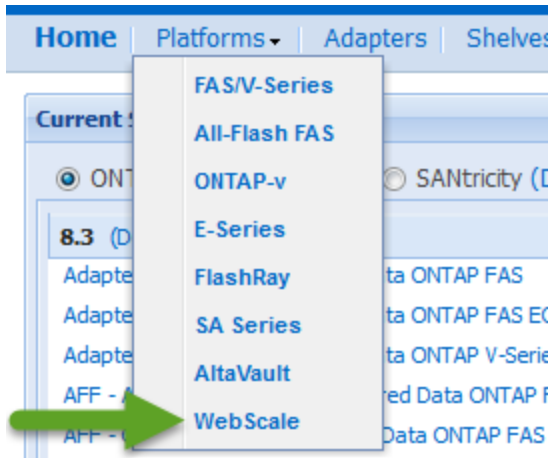 Home Platforms Adapters Shelves
FAS/V-Series
Current
All-Flash FAS
ONTAP-v SANtricity
8.3 E-Series
Adapte FlashRay ta ONTAP FAS
Adapte SA Series ta ONTAP FAS
Adapte ta ONTAP V-Serie
AltaVault
AFF - red Data ONTAP
WebScale
AFF - Data ONTAP FAS